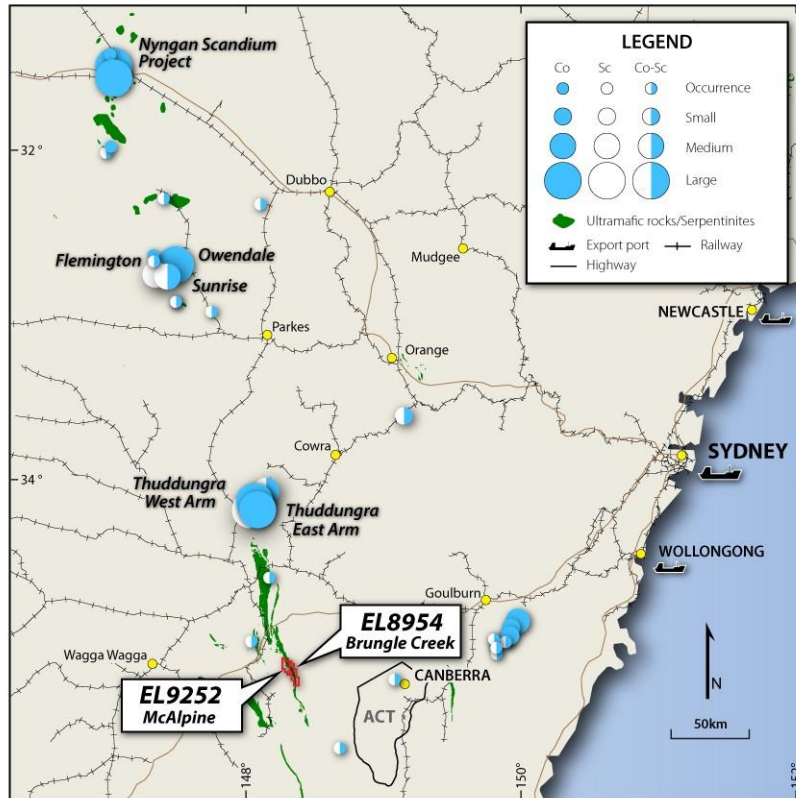 Nyngan Scandium
Project
32°
Dubbo
Mudgee
Flemington
Owendale
Sunrise
Parkes
Orange
NEWCASTLE
Cowra
SYDNEY
34°
Thuddungra
West Arm
Thuddungra
East Arm
WOLLONGONG
Goulburn
EL8954
Brungle Creek
Wagga Wagga
CANBERRA
EL9252
McAlpine
ACT
N
50km
148°
150°
152°
LEGEND
Co Sc Co-Sc
Occurrence
Small
Medium
Large
Ultramafic rocks/Serpentinites
Export port Railway
Highway